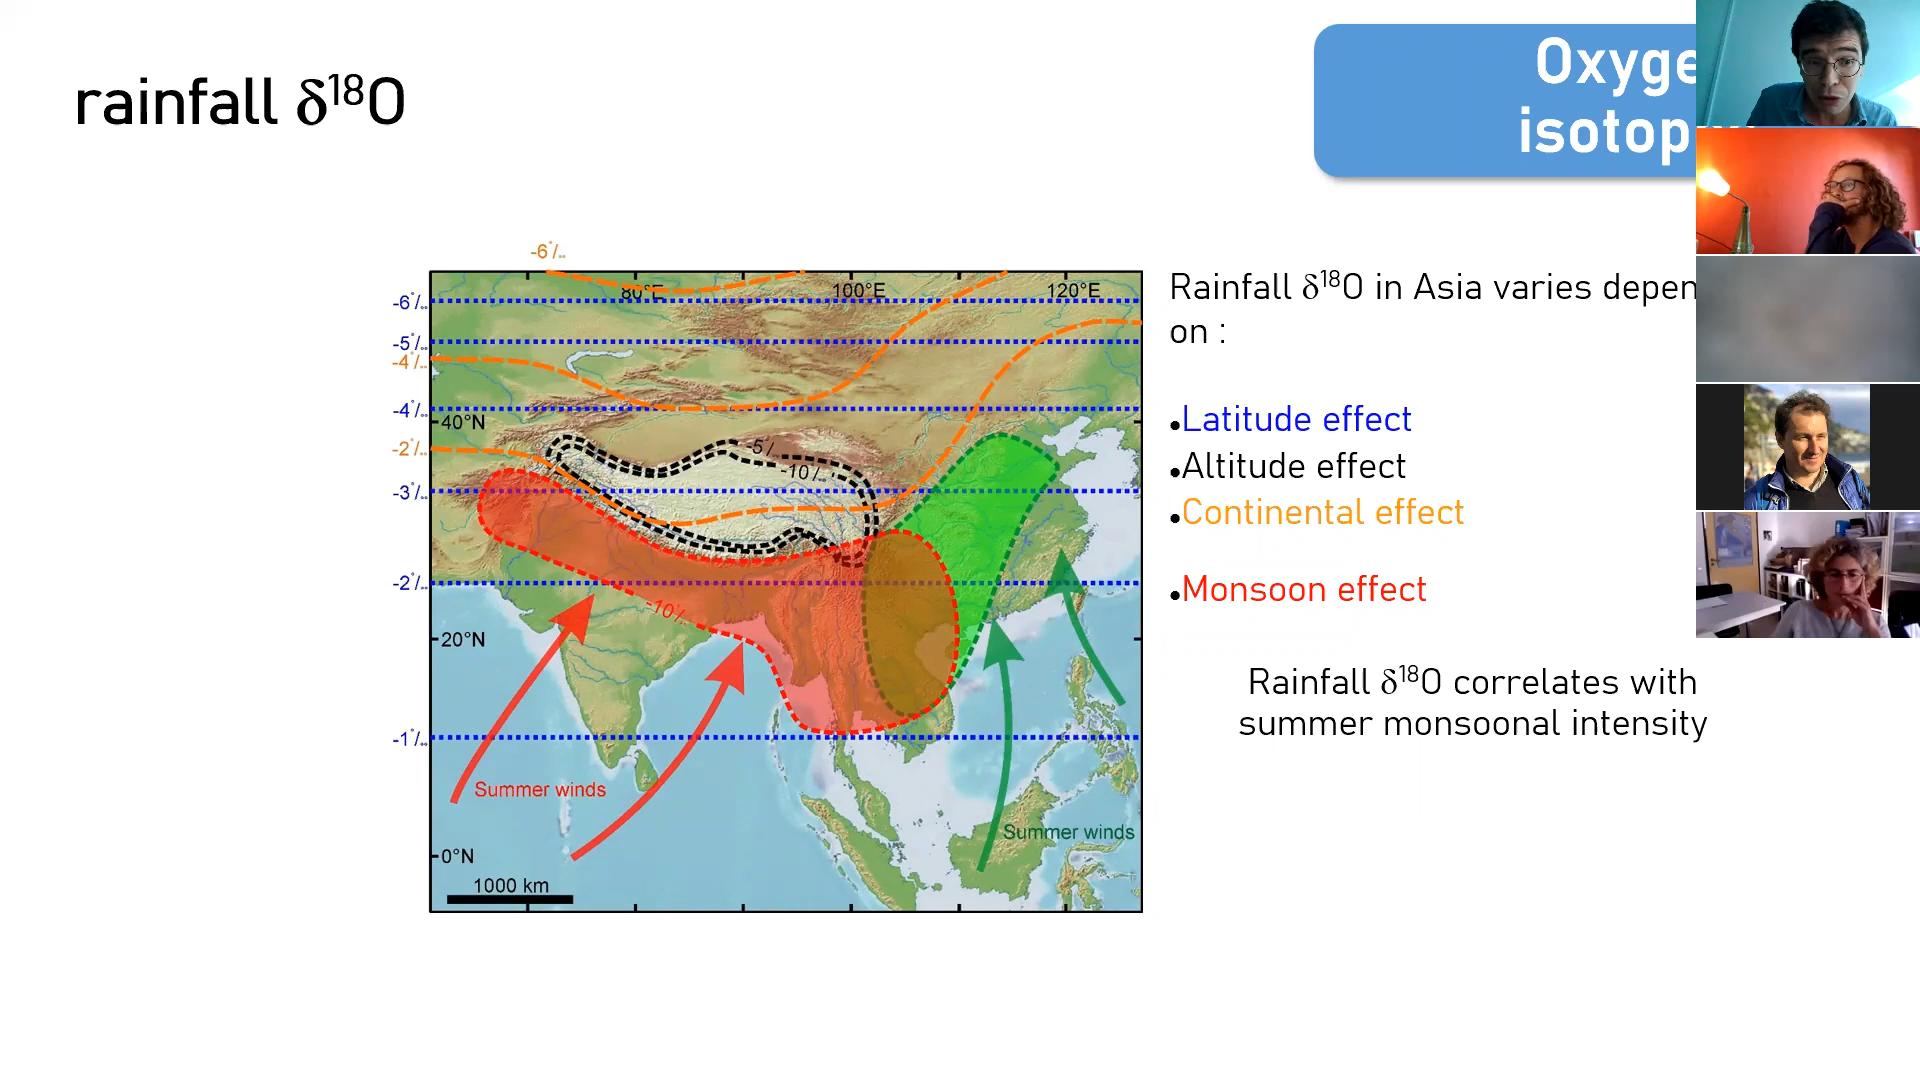 rainfall δ¹⁸O
Oxyge
isotop
Rainfall δ¹⁸O in Asia varies depen
on :
•Latitude effect
•Altitude effect
•Continental effect
•Monsoon effect
Rainfall δ¹⁸O correlates with
summer monsoonal intensity
-6°/..
80°E
100°E
120°E
-6°/..
-5°/..
-4°/..
-4°/..
40°N
-2°/..
-5°/..
-10°/..
-3°/..
-2°/..
-10°/..
20°N
-1°/..
Summer winds
Summer winds
0°N
1000 km